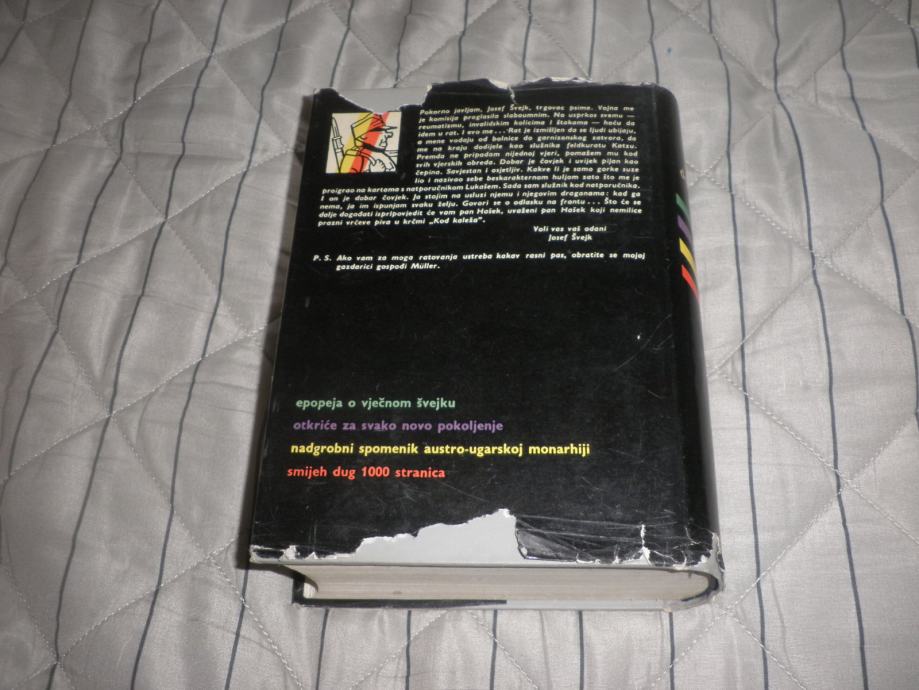 Pokorno javljam, Josef Švejk, trgovac psima. Vojna me
je komisija proglasila slaboumnim. No usprkos svemu —
reumatismu, invalidskim kolicima i štakama — hoću da
idem u rat. I evo me... Rat je izmišljen da se ljudi ubijaju,
a mene vodaju od bolnice do garnizonskog zatvora, da
me na kraju dodijele kao služnika feldkuratu Katzu.
Premda ne pripadam nijednoj vjeri, pomažem mu kod
svih vjerskih obreda. Dobar je čovjek i uvijek pijan kao
čepina. Savjestan i osjetljiv. Kakve li je samo gorke suze
lio i nazivao sebe beskarakternom huljom zato što me je
proigrao na kartama s natporučnikom Lukašem. Sada sam služnik kod natporučnika.
I on je dobar čovjek. Ja stojim na usluzi njemu i njegovim draganama: kad ga
nema, ja im ispunjam svaku želju. Govori se o odlasku na frontu... Što će se
dalje događati ispripovjedit će vam pan Hašek, uvaženi pan Hašek koji nemilice
prazni vrčeve piva u krčmi „Kod kaleža".
Voli vas vaš odani
Josef Švejk
P. S. Ako vam za moga ratovanja ustreba kakav rasni pas, obratite se mojoj
gazdarici gospođi Müller.
epopeja o vječnom švejku
otkriće za svako novo pokoljenje
nadgrobni spomenik austro-ugarskoj monarhiji
smijeh dug 1000 stranica